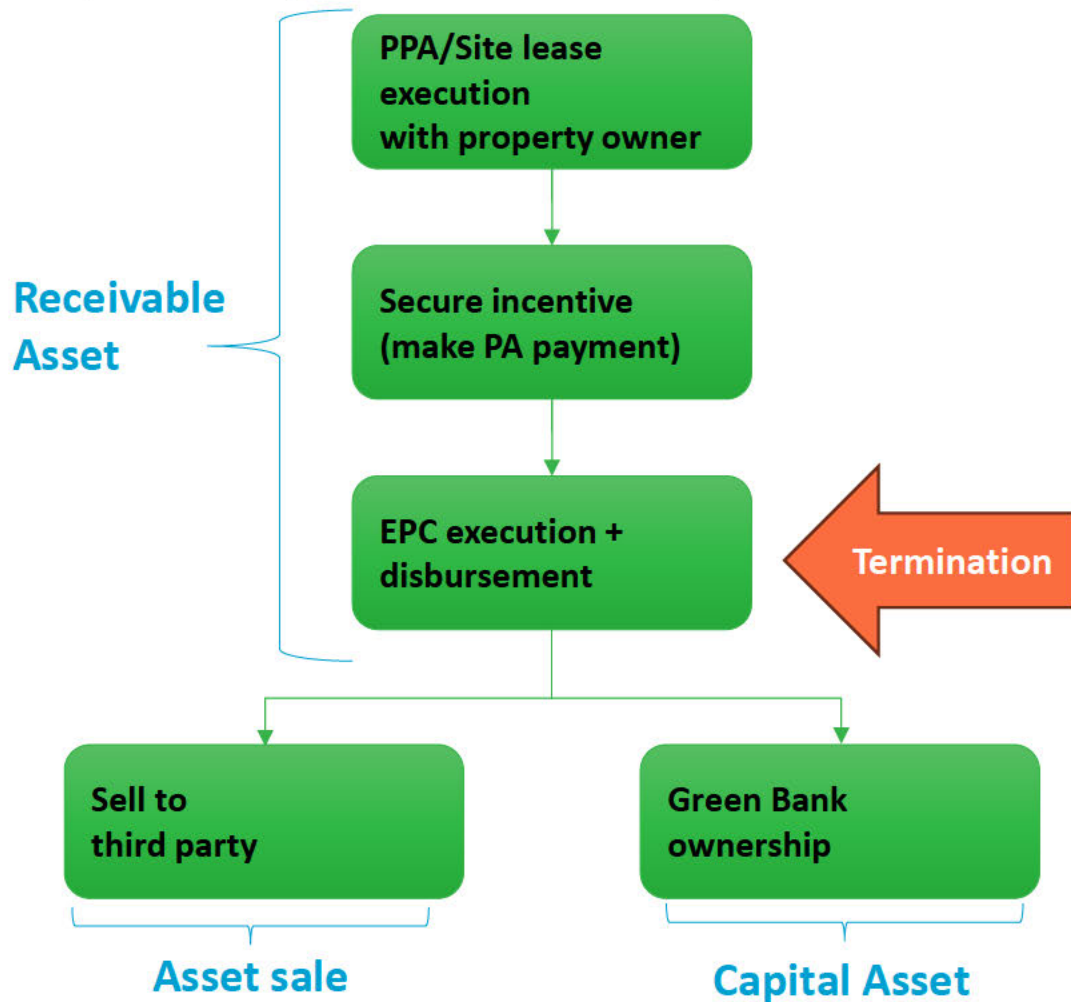 PPA/Site lease
execution
with property owner
Receivable
Asset
Secure incentive
(make PA payment)
EPC execution +
disbursement
Termination
Sell to
third party
Green Bank
ownership
Asset sale
Capital Asset